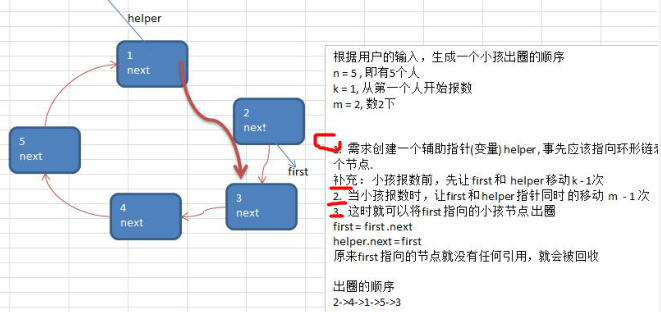 helper
1
next
2
next
first
3
next
4
next
5
next
根据用户的输入，生成一个小孩出圈的顺序
n = 5 , 即有5个人
k = 1, 从第一个人开始报数
m = 2, 数2下
1. 需求创建一个辅助指针(变量) helper , 事先应该指向环形链表
个节点.
补充：小孩报数前，先让 first 和 helper 移动 k - 1次
2. 当小孩报数时，让first 和 helper 指针同时 的移动 m - 1 次
3. 这时就可以将first 指向的小孩节点 出圈
first = first .next
helper.next = first
原来first 指向的节点就没有任何引用，就会被回收
出圈的顺序
2->4->1->5->3